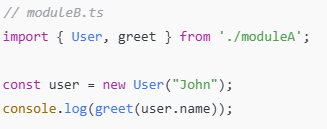 // moduleB.ts
import { User, greet } from './moduleA';
const user = new User("John");
console.log(greet(user.name));